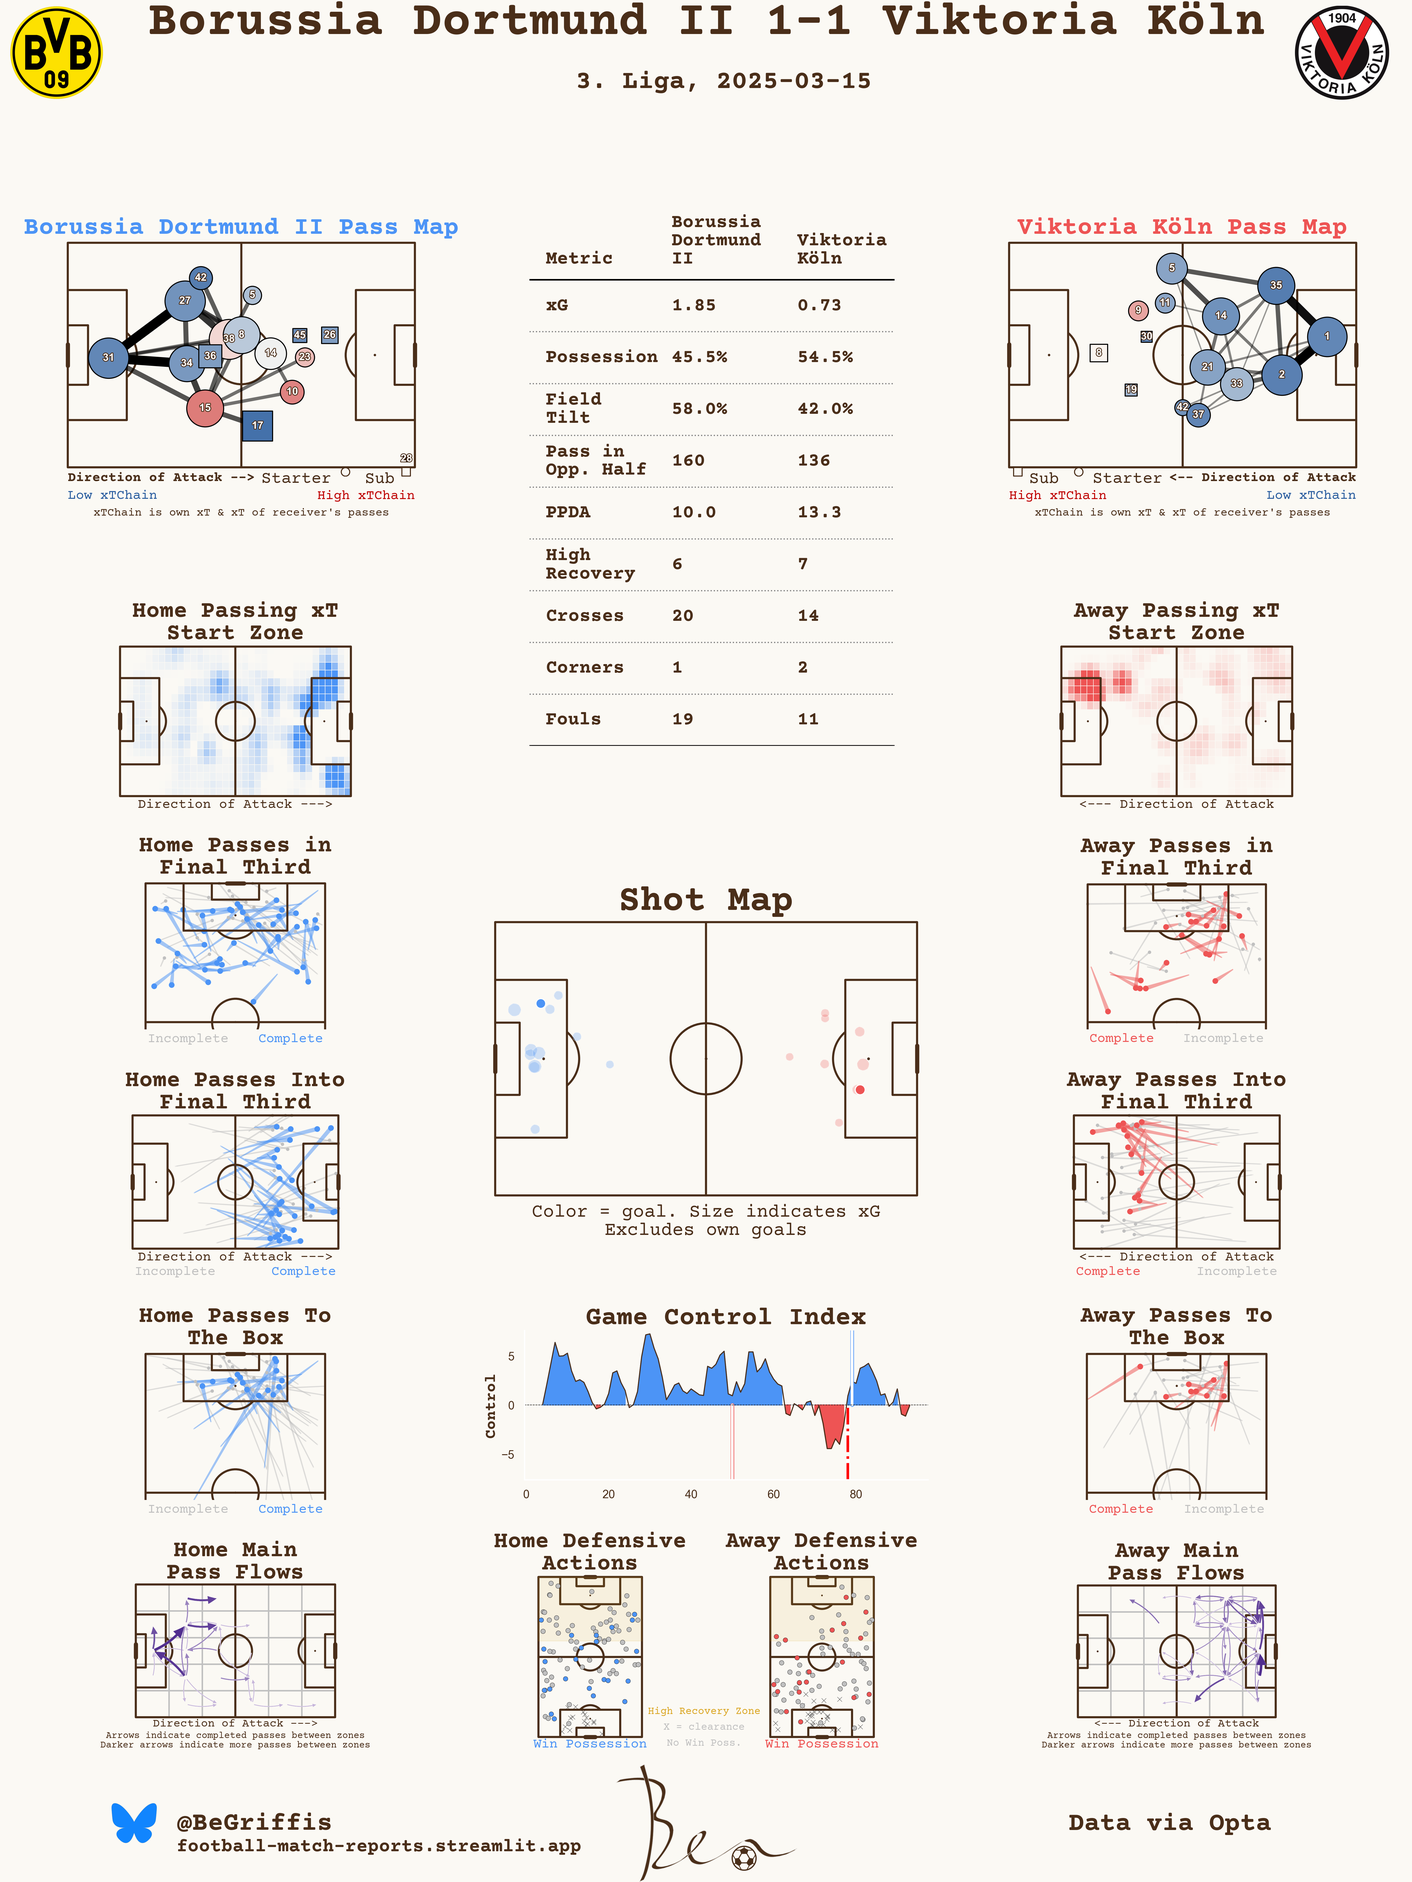 Borussia Dortmund II 1-1 Viktoria Köln
3. Liga, 2025-03-15
BVB
09
1904
VIKTORIA KÖLN
Borussia Dortmund II Pass Map
42
27
5
38
8
31
34
36
14
45
26
23
10
15
17
28
Direction of Attack --> Starter Sub
Low xTChain High xTChain
xTChain is own xT & xT of receiver's passes
Metric Borussia Dortmund II Viktoria Köln
xG 1.85 0.73
Possession 45.5% 54.5%
Field Tilt 58.0% 42.0%
Pass in Opp. Half 160 136
PPDA 10.0 13.3
High Recovery 6 7
Crosses 20 14
Corners 1 2
Fouls 19 11
Viktoria Köln Pass Map
5
35
11
9
14
30
1
8
21
2
33
19
42
37
Sub Starter <-- Direction of Attack
High xTChain Low xTChain
xTChain is own xT & xT of receiver's passes
Home Passing xT
Start Zone
Direction of Attack --->
Away Passing xT
Start Zone
<--- Direction of Attack
Home Passes in
Final Third
Incomplete Complete
Away Passes in
Final Third
Complete Incomplete
Shot Map
Color = goal. Size indicates xG
Excludes own goals
Home Passes Into
Final Third
Direction of Attack --->
Incomplete Complete
Away Passes Into
Final Third
<--- Direction of Attack
Complete Incomplete
Home Passes To
The Box
Incomplete Complete
Game Control Index
Control
5
0
−5
0 20 40 60 80
Away Passes To
The Box
Complete Incomplete
Home Main
Pass Flows
Direction of Attack --->
Arrows indicate completed passes between zones
Darker arrows indicate more passes between zones
Home Defensive
Actions
Win Possession
High Recovery Zone
X = clearance
No Win Poss.
Away Defensive
Actions
Win Possession
Away Main
Pass Flows
<--- Direction of Attack
Arrows indicate completed passes between zones
Darker arrows indicate more passes between zones
@BeGriffis
football-match-reports.streamlit.app
Ben
Data via Opta